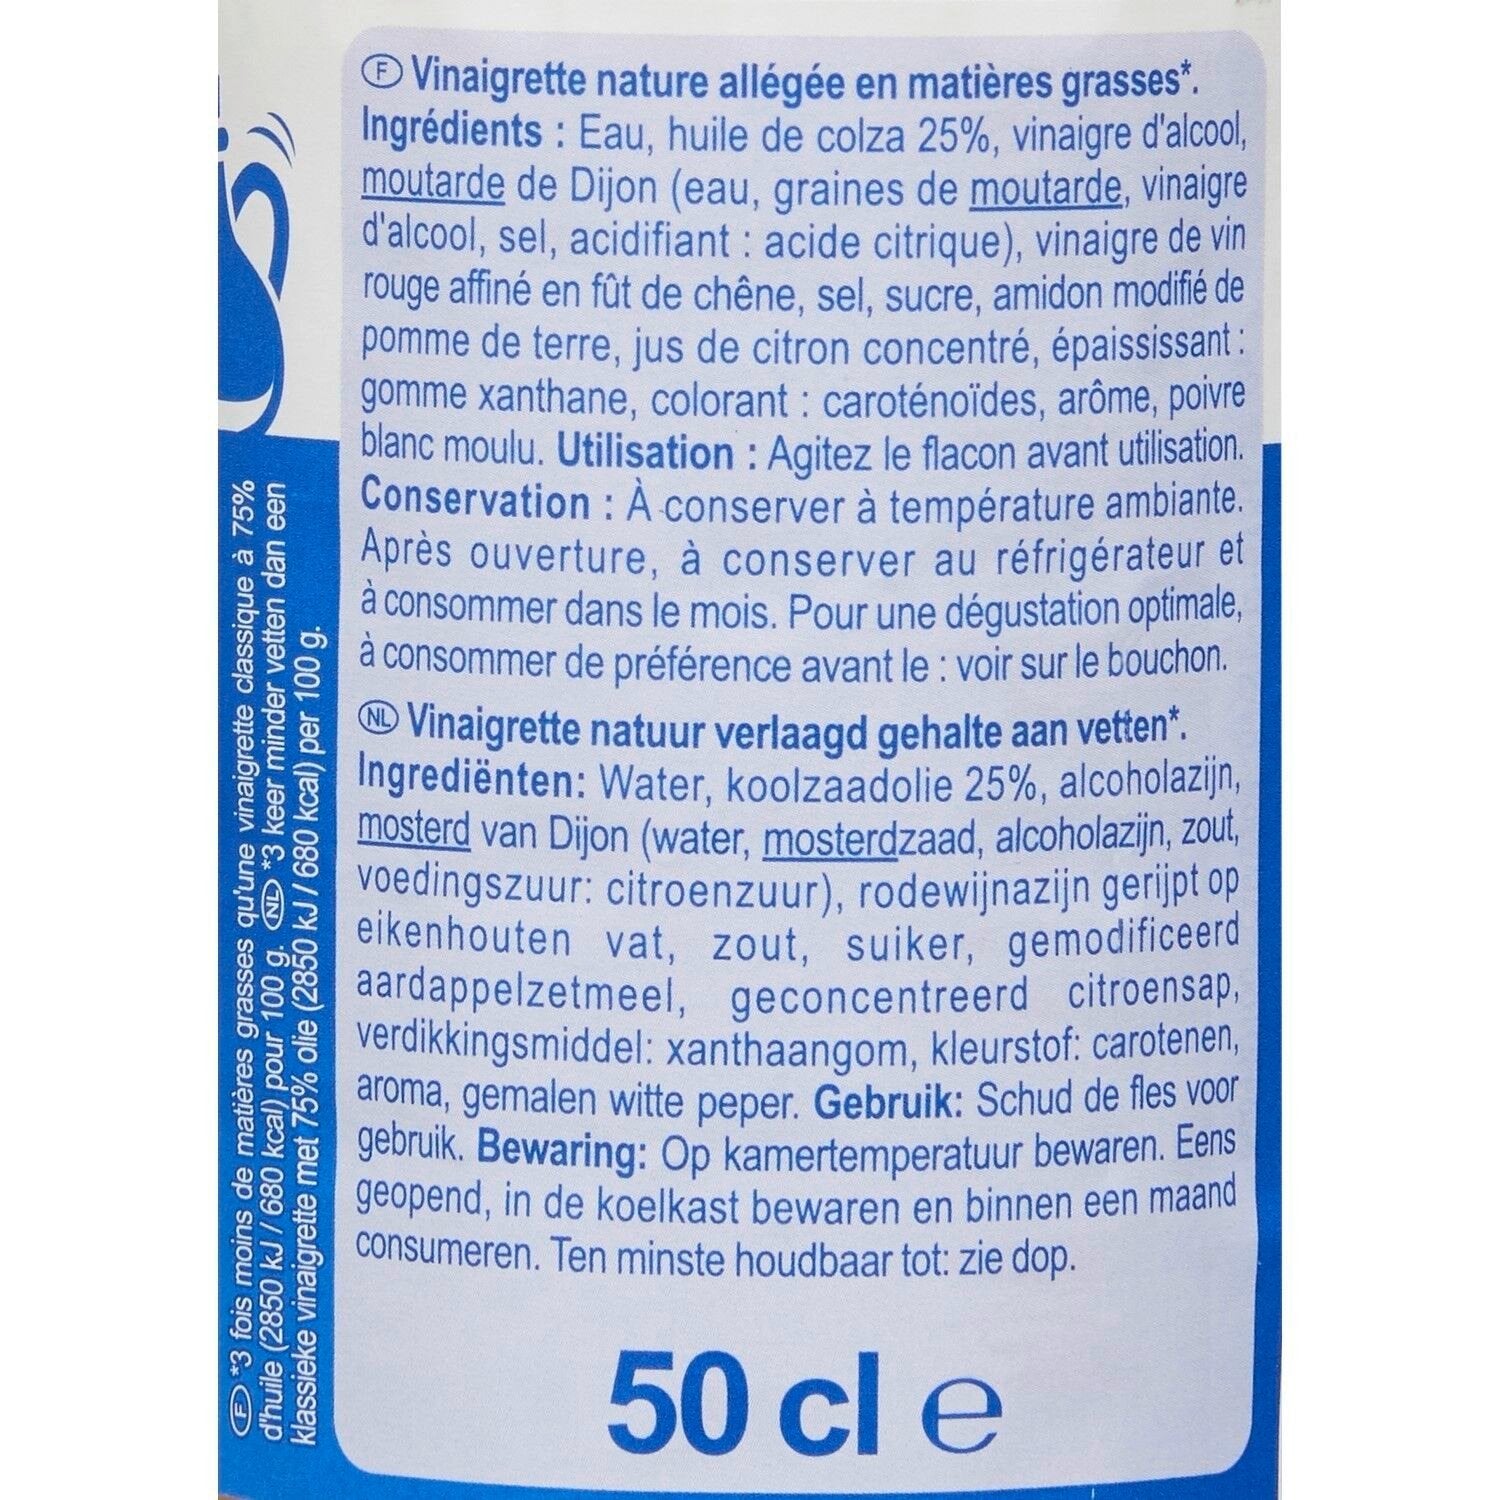 Ⓕ Vinaigrette nature allégée en matières grasses*.
Ingrédients : Eau, huile de colza 25%, vinaigre d'alcool,
moutarde de Dijon (eau, graines de moutarde, vinaigre
d'alcool, sel, acidifiant : acide citrique), vinaigre de vin
rouge affiné en fût de chêne, sel, sucre, amidon modifié de
pomme de terre, jus de citron concentré, épaississant :
gomme xanthane, colorant : caroténoïdes, arôme, poivre
blanc moulu. Utilisation : Agitez le flacon avant utilisation.
Conservation : À conserver à température ambiante.
Après ouverture, à conserver au réfrigérateur et
à consommer dans le mois. Pour une dégustation optimale,
à consommer de préférence avant le : voir sur le bouchon.
NL Vinaigrette natuur verlaagd gehalte aan vetten*.
Ingrediënten: Water, koolzaadolie 25%, alcoholazijn,
mosterd van Dijon (water, mosterdzaad, alcoholazijn, zout,
voedingszuur: citroenzuur), rodewijnazijn gerijpt op
eikenhouten vat, zout, suiker, gemodificeerd
aardappelzetmeel, geconcentreerd citroensap,
verdikkingsmiddel: xanthaangom, kleurstof: carotenen,
aroma, gemalen witte peper. Gebruik: Schud de fles voor
gebruik. Bewaring: Op kamertemperatuur bewaren. Eens
geopend, in de koelkast bewaren en binnen een maand
consumeren. Ten minste houdbaar tot: zie dop.
50 cl ℮
Ⓕ *3 fois moins de matières grasses qu'une vinaigrette classique à 75%
d'huile (2850 kJ / 680 kcal) pour 100 g. NL *3 keer minder vetten dan een
klassieke vinaigrette met 75% olie (2850 kJ / 680 kcal) per 100 g.